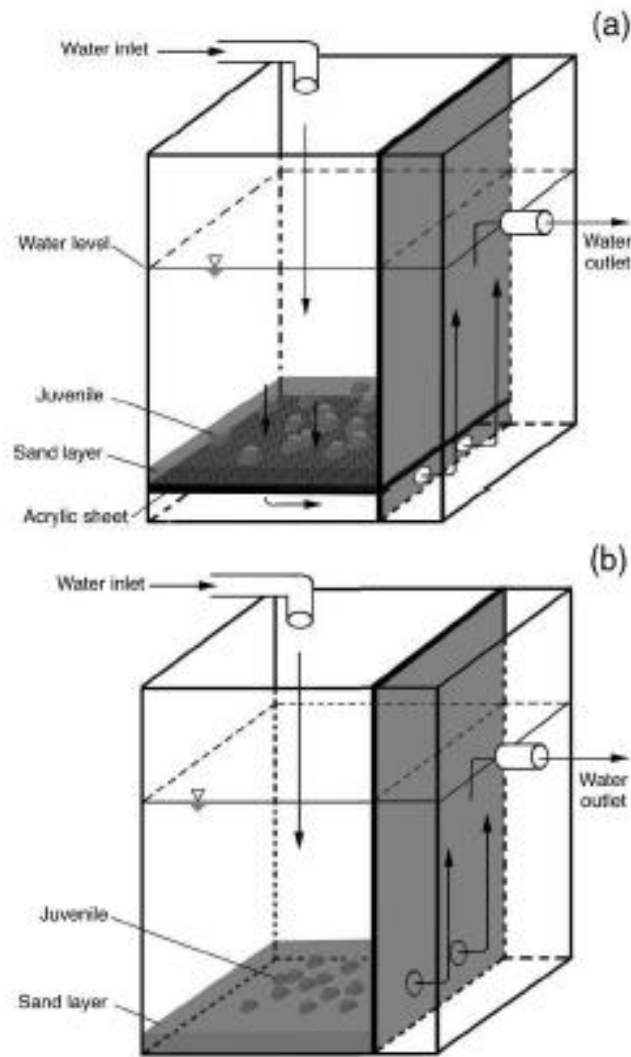 (a)
Water inlet
Water level
Water
outlet
Juvenile
Sand layer
Acrylic sheet
(b)
Water inlet
Water
outlet
Juvenile
Sand layer